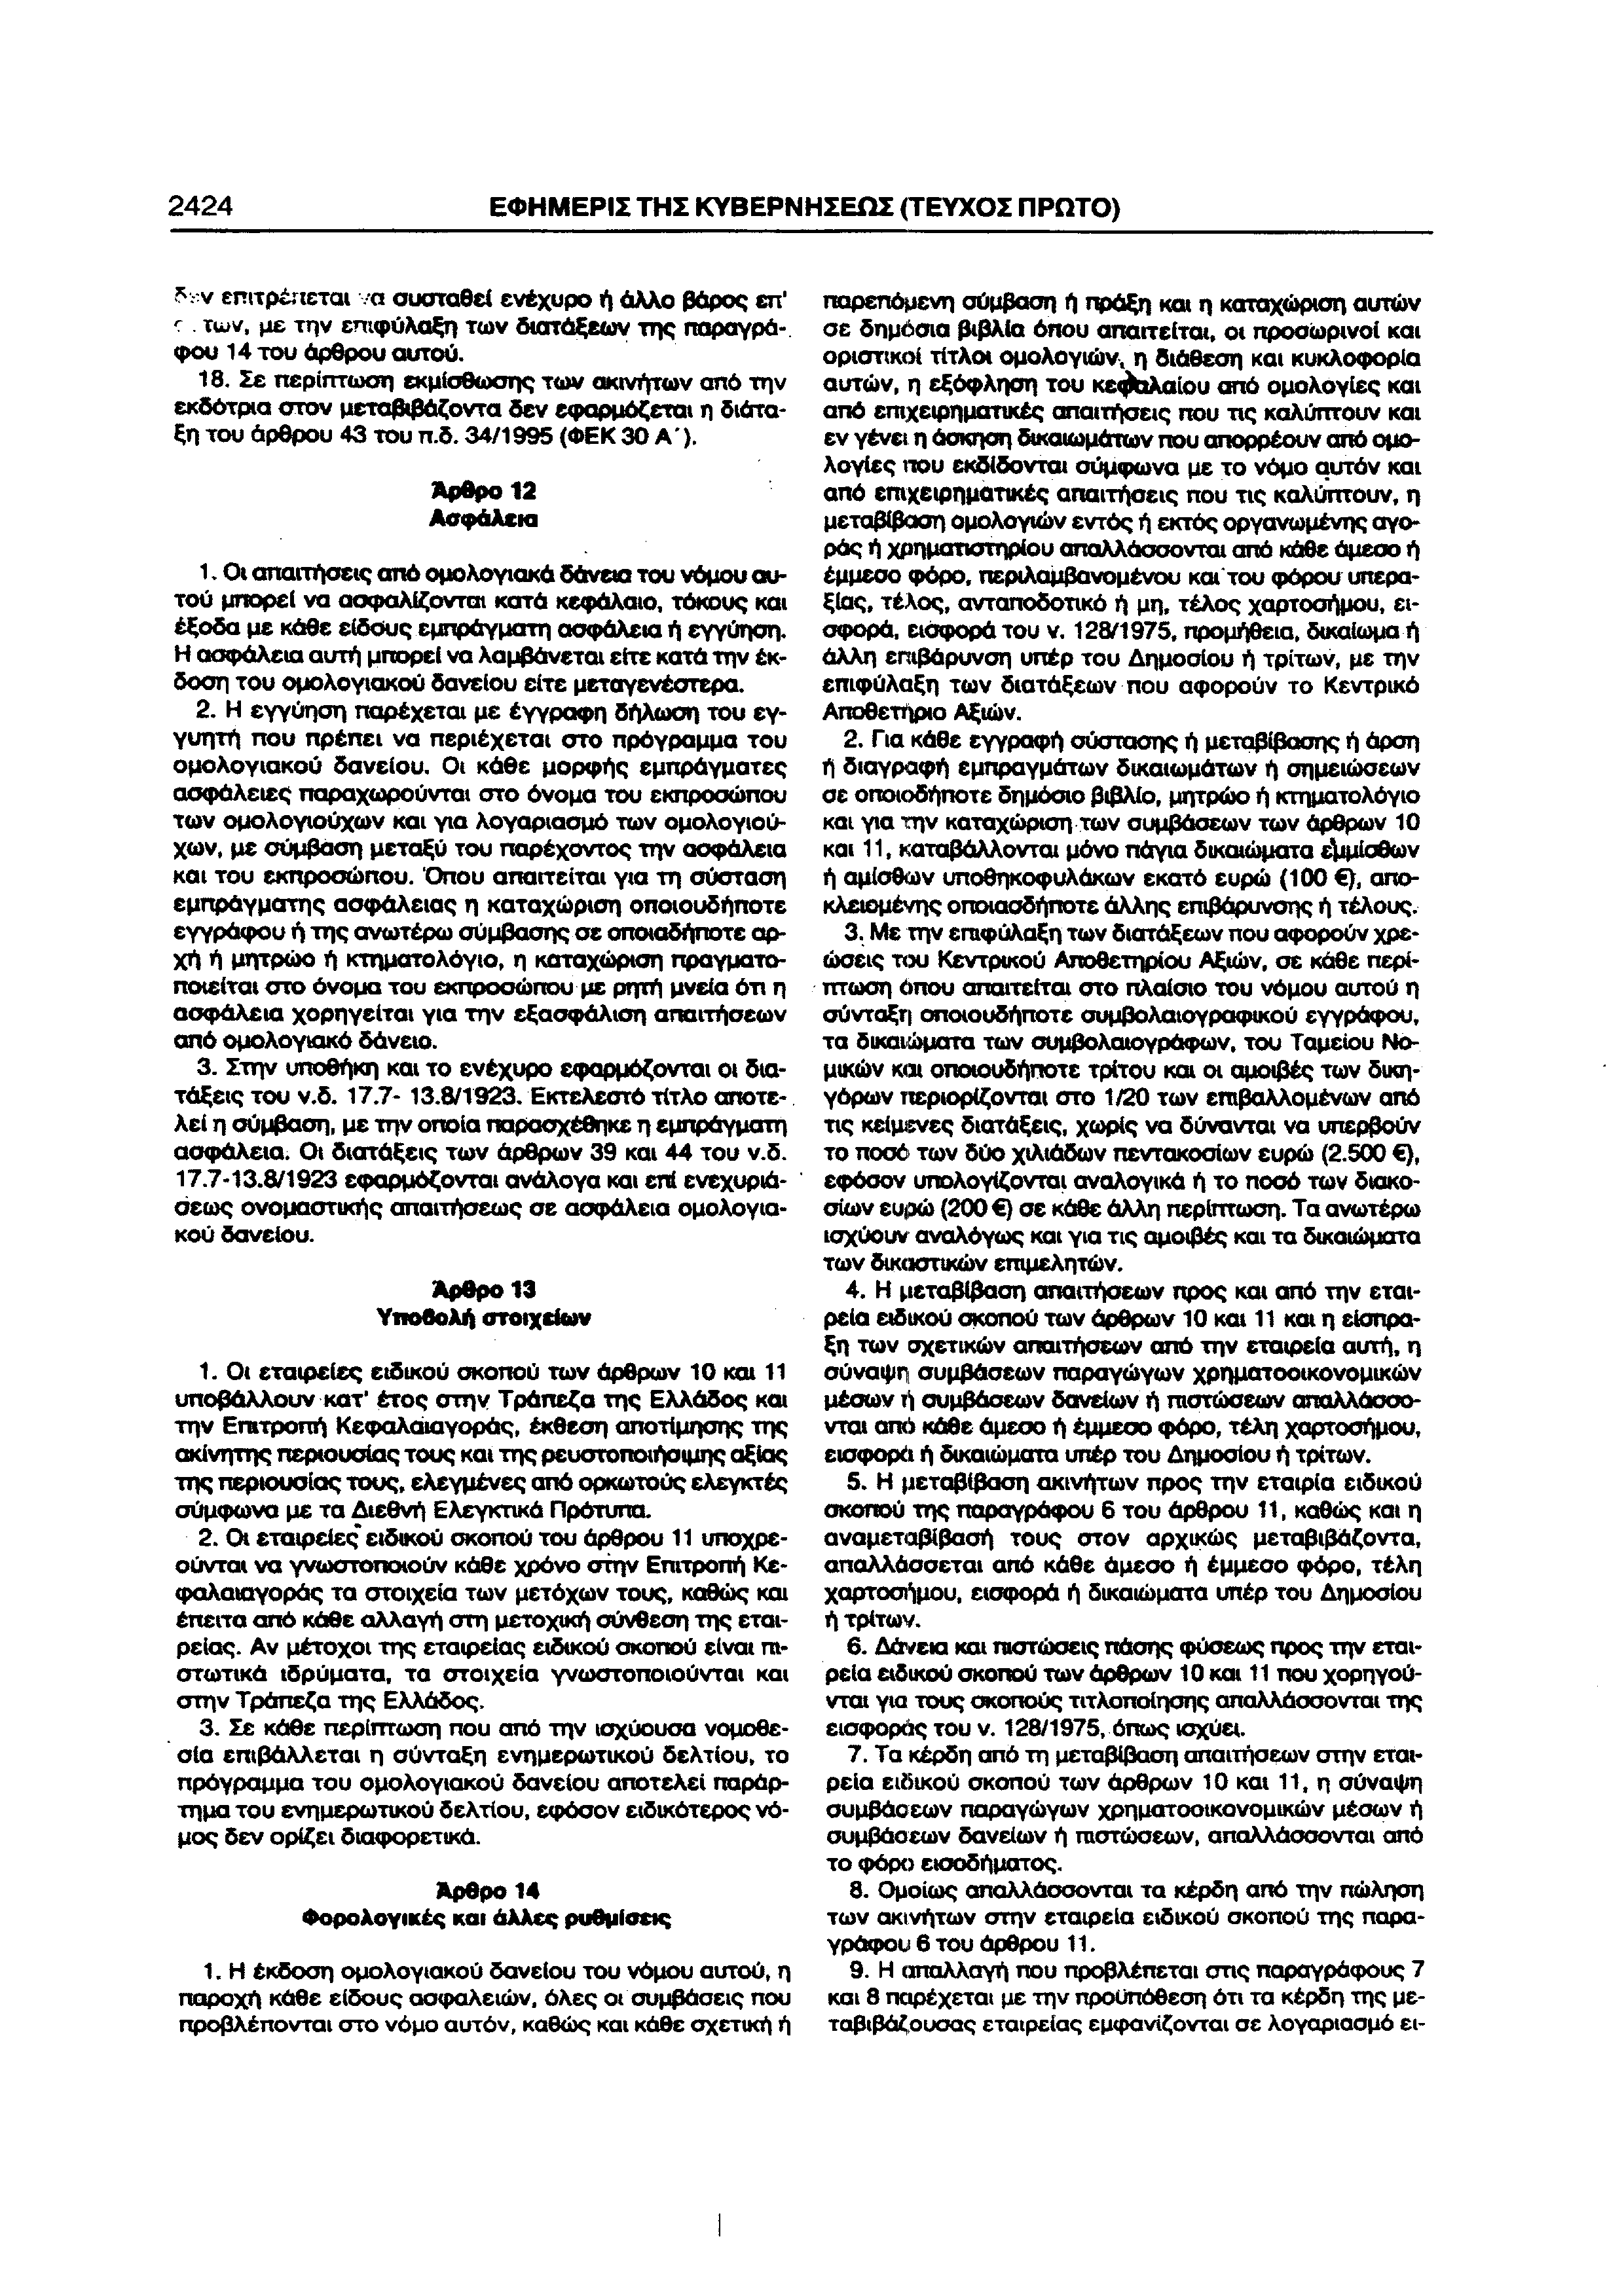 2424
ΕΦΗΜΕΡΙΣ ΤΗΣ ΚΥΒΕΡΝΗΣΕΩΣ (ΤΕΥΧΟΣ ΠΡΩΤΟ)
επιτρέπεται να συσταθεί ενέχυρο ή άλλο βάρος επ'
με την επιφύλαξη των διατάξεων της παραγρά-
φου 14 του άρθρου αυτού.
18. Σε περίπτωση εκμίσθωσης των ακινήτων από την
εκδότρια στον μεταβιβάζοντα δεν εφαρμόζεται η διάτα-
ξη του άρθρου 43 του π.δ. 34/1995 (ΦΕΚ 30 Α΄).
Άρθρο 12
Ασφάλεια
1. Οι απαιτήσεις από ομολογιακά δάνεια του νόμου αυ-
τού μπορεί να ασφαλίζονται κατά κεφάλαιο, τόκους και
έξοδα με κάθε είδους εμπράγματη ασφάλεια ή εγγύηση.
Η ασφάλεια αυτή μπορεί να λαμβάνεται είτε κατά την έκ-
δοση του ομολογιακού δανείου είτε μεταγενέστερα.
2. Η εγγύηση παρέχεται με έγγραφη δήλωση του εγ-
γυητή που πρέπει να περιέχεται στο πρόγραμμα του
ομολογιακού δανείου. Οι κάθε μορφής εμπράγματες
ασφάλειες παραχωρούνται στο όνομα του εκπροσώπου
των ομολογιούχων και για λογαριασμό των ομολογιού-
χων, με σύμβαση μεταξύ του παρέχοντος την ασφάλεια
και του εκπροσώπου. Όπου απαιτείται για τη σύσταση
εμπράγματης ασφάλειας η καταχώριση οποιουδήποτε
εγγράφου ή της ανωτέρω σύμβασης σε οποιαδήποτε αρ-
χή ή μητρώο ή κτηματολόγιο, η καταχώριση πραγματο-
ποιείται στο όνομα του εκπροσώπου με ρητή μνεία ότι η
ασφάλεια χορηγείται για την εξασφάλιση απαιτήσεων
από ομολογιακό δάνειο.
3. Στην υποθήκη και το ενέχυρο εφαρμόζονται οι δια-
τάξεις του ν.δ. 17.7- 13.8/1923. Εκτελεστό τίτλο αποτε-
λεί η σύμβαση, με την οποία παρασχέθηκε η εμπράγματη
ασφάλεια. Οι διατάξεις των άρθρων 39 και 44 του ν.δ.
17.7-13.8/1923 εφαρμόζονται ανάλογα και επί ενεχυριά-
σεως ονομαστικής απαιτήσεως σε ασφάλεια ομολογια-
κού δανείου.
Άρθρο 13
Υποβολή στοιχείων
1. Οι εταιρείες ειδικού σκοπού των άρθρων 10 και 11
υποβάλλουν κατ' έτος στην Τράπεζα της Ελλάδος και
την Επιτροπή Κεφαλαιαγοράς, έκθεση αποτίμησης της
ακίνητης περιουσίας τους και της ρευστοποιήσιμης αξίας
της περιουσίας τους, ελεγμένες από ορκωτούς ελεγκτές
σύμφωνα με τα Διεθνή Ελεγκτικά Πρότυπα.
2. Οι εταιρείες ειδικού σκοπού του άρθρου 11 υποχρε-
ούνται να γνωστοποιούν κάθε χρόνο στην Επιτροπή Κε-
φαλαιαγοράς τα στοιχεία των μετόχων τους, καθώς και
έπειτα από κάθε αλλαγή στη μετοχική σύνθεση της εται-
ρείας. Αν μέτοχοι της εταιρείας ειδικού σκοπού είναι πι-
στωτικά ιδρύματα, τα στοιχεία γνωστοποιούνται και
στην Τράπεζα της Ελλάδος.
3. Σε κάθε περίπτωση που από την ισχύουσα νομοθε-
σία επιβάλλεται η σύνταξη ενημερωτικού δελτίου, το
πρόγραμμα του ομολογιακού δανείου αποτελεί παράρ-
τημα του ενημερωτικού δελτίου, εφόσον ειδικότερος νό-
μος δεν ορίζει διαφορετικά.
Άρθρο 14
Φορολογικές και άλλες ρυθμίσεις
1. Η έκδοση ομολογιακού δανείου του νόμου αυτού, η
παροχή κάθε είδους ασφαλειών, όλες οι συμβάσεις που
προβλέπονται στο νόμο αυτόν, καθώς και κάθε σχετική ή
παρεπόμενη σύμβαση ή πράξη και η καταχώριση αυτών
σε δημόσια βιβλία όπου απαιτείται, οι προσωρινοί και
οριστικοί τίτλοι ομολογιών, η διάθεση και κυκλοφορία
αυτών, η εξόφληση του κεφαλαίου από ομολογίες και
από επιχειρηματικές απαιτήσεις που τις καλύπτουν και
εν γένει η άσκηση δικαιωμάτων που απορρέουν από ομο-
λογίες που εκδίδονται σύμφωνα με το νόμο αυτόν και
από επιχειρηματικές απαιτήσεις που τις καλύπτουν, η
μεταβίβαση ομολογιών εντός ή εκτός οργανωμένης αγο-
ράς ή χρηματιστηρίου απαλλάσσονται από κάθε άμεσο ή
έμμεσο φόρο, περιλαμβανομένου και του φόρου υπερα-
ξίας, τέλος, ανταποδοτικό ή μη, τέλος χαρτοσήμου, ει-
σφορά, εισφορά του ν. 128/1975, προμήθεια, δικαίωμα ή
άλλη επιβάρυνση υπέρ του Δημοσίου ή τρίτων, με την
επιφύλαξη των διατάξεων που αφορούν το Κεντρικό
Αποθετήριο Αξιών.
2. Για κάθε εγγραφή σύστασης ή μεταβίβασης ή άρση
ή διαγραφή εμπραγμάτων δικαιωμάτων ή σημειώσεων
σε οποιοδήποτε δημόσιο βιβλίο, μητρώο ή κτηματολόγιο
και για την καταχώριση των συμβάσεων των άρθρων 10
και 11, καταβάλλονται μόνο πάγια δικαιώματα εμμίσθων
ή αμίσθων υποθηκοφυλάκων εκατό ευρώ (100 €), απο-
κλειομένης οποιασδήποτε άλλης επιβάρυνσης ή τέλους.
3. Με την επιφύλαξη των διατάξεων που αφορούν χρε-
ώσεις του Κεντρικού Αποθετηρίου Αξιών, σε κάθε περί-
πτωση όπου απαιτείται στο πλαίσιο του νόμου αυτού η
σύνταξη οποιουδήποτε συμβολαιογραφικού εγγράφου,
τα δικαιώματα των συμβολαιογράφων, του Ταμείου Νο-
μικών και οποιουδήποτε τρίτου και οι αμοιβές των δικη-
γόρων περιορίζονται στο 1/20 των επιβαλλομένων από
τις κείμενες διατάξεις, χωρίς να δύνανται να υπερβούν
το ποσό των δύο χιλιάδων πεντακοσίων ευρώ (2.500 €),
εφόσον υπολογίζονται αναλογικά ή το ποσό των διακο-
σίων ευρώ (200 €) σε κάθε άλλη περίπτωση. Τα ανωτέρω
ισχύουν αναλόγως και για τις αμοιβές και τα δικαιώματα
των δικαστικών επιμελητών.
4. Η μεταβίβαση απαιτήσεων προς και από την εται-
ρεία ειδικού σκοπού των άρθρων 10 και 11 και η είσπρα-
ξη των σχετικών απαιτήσεων από την εταιρεία αυτή, η
σύναψη συμβάσεων παραγώγων χρηματοοικονομικών
μέσων ή συμβάσεων δανείων ή πιστώσεων απαλλάσσο-
νται από κάθε άμεσο ή έμμεσο φόρο, τέλη χαρτοσήμου,
εισφορά ή δικαιώματα υπέρ του Δημοσίου ή τρίτων.
5. Η μεταβίβαση ακινήτων προς την εταιρία ειδικού
σκοπού της παραγράφου 6 του άρθρου 11, καθώς και η
αναμεταβίβασή τους στον αρχικώς μεταβιβάζοντα,
απαλλάσσεται από κάθε άμεσο ή έμμεσο φόρο, τέλη
χαρτοσήμου, εισφορά ή δικαιώματα υπέρ του Δημοσίου
ή τρίτων.
6. Δάνεια και πιστώσεις πάσης φύσεως προς την εται-
ρεία ειδικού σκοπού των άρθρων 10 και 11 που χορηγού-
νται για τους σκοπούς τιτλοποίησης απαλλάσσονται της
εισφοράς του ν. 128/1975, όπως ισχύει.
7. Τα κέρδη από τη μεταβίβαση απαιτήσεων στην εται-
ρεία ειδικού σκοπού των άρθρων 10 και 11, η σύναψη
συμβάσεων παραγώγων χρηματοοικονομικών μέσων ή
συμβάσεων δανείων ή πιστώσεων, απαλλάσσονται από
το φόρο εισοδήματος.
8. Ομοίως απαλλάσσονται τα κέρδη από την πώληση
των ακινήτων στην εταιρεία ειδικού σκοπού της παρα-
γράφου 6 του άρθρου 11.
9. Η απαλλαγή που προβλέπεται στις παραγράφους 7
και 8 παρέχεται με την προϋπόθεση ότι τα κέρδη της με-
ταβιβάζουσας εταιρείας εμφανίζονται σε λογαριασμό ει-